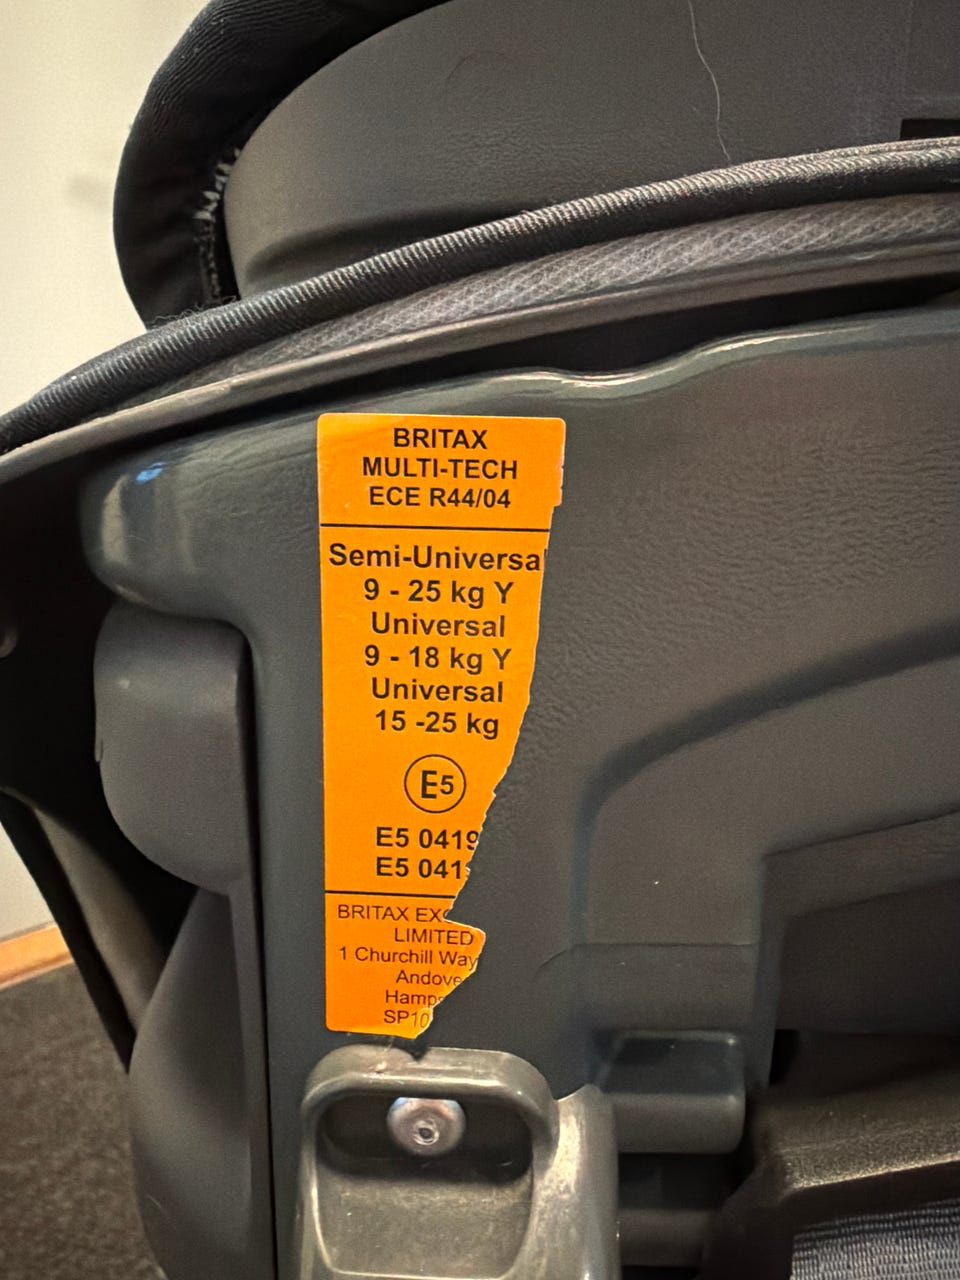 BRITAX
MULTI-TECH
ECE R44/04
Semi-Universa
9 - 25 kg Y
Universal
9 - 18 kg Y
Universal
15 -25 kg
E5
E5 0419
E5 041
BRITAX EXC
LIMITED
1 Churchill Way
Andove
Hamps
SP10